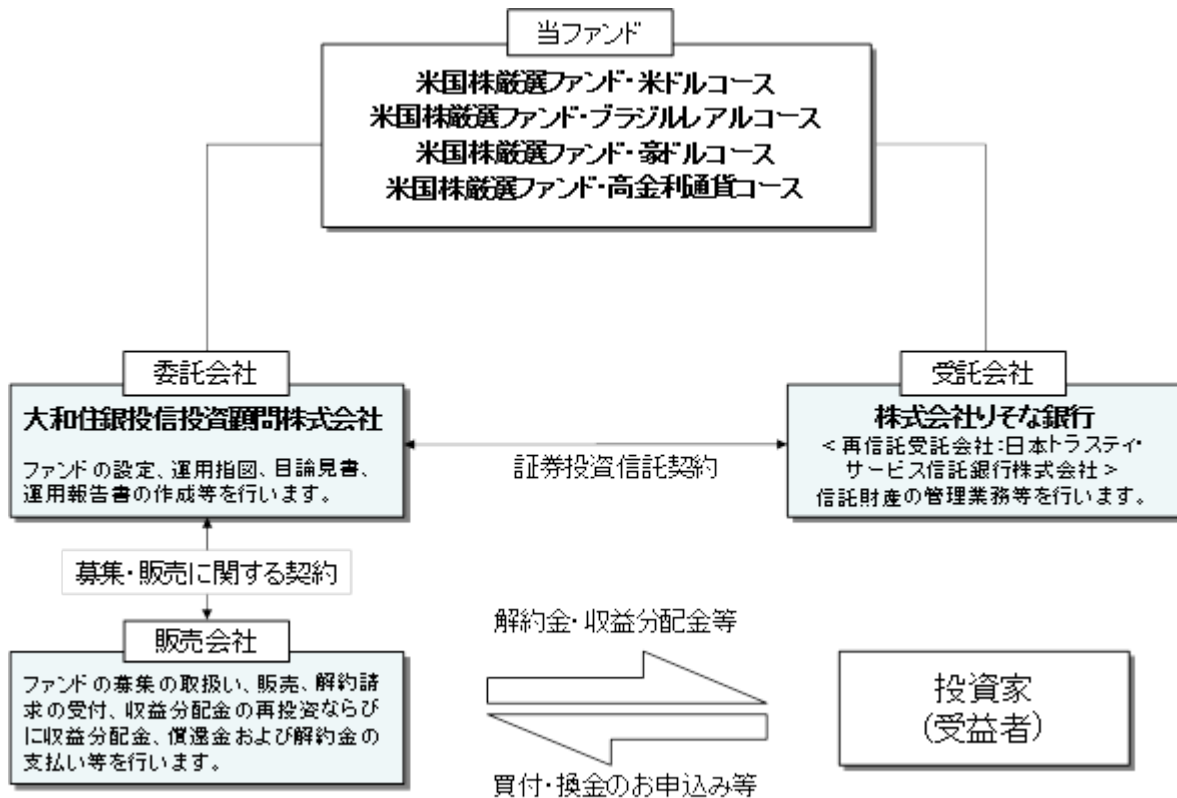 当ファンド
米国株厳選ファンド・米ドルコース
米国株厳選ファンド・ブラジルレアルコース
米国株厳選ファンド・豪ドルコース
米国株厳選ファンド・高金利通貨コース
委託会社
大和住銀投信投資顧問株式会社
ファンドの設定、運用指図、目論見書、
運用報告書の作成等を行います。
証券投資信託契約
受託会社
株式会社りそな銀行
<再信託受託会社:日本トラスティ・
サービス信託銀行株式会社>
信託財産の管理業務等を行います。
募集・販売に関する契約
販売会社
ファンドの募集の取扱い、販売、解約請
求の受付、収益分配金の再投資ならび
に収益分配金、償還金および解約金の
支払い等を行います。
解約金・収益分配金等
買付・換金のお申込み等
投資家
(受益者)